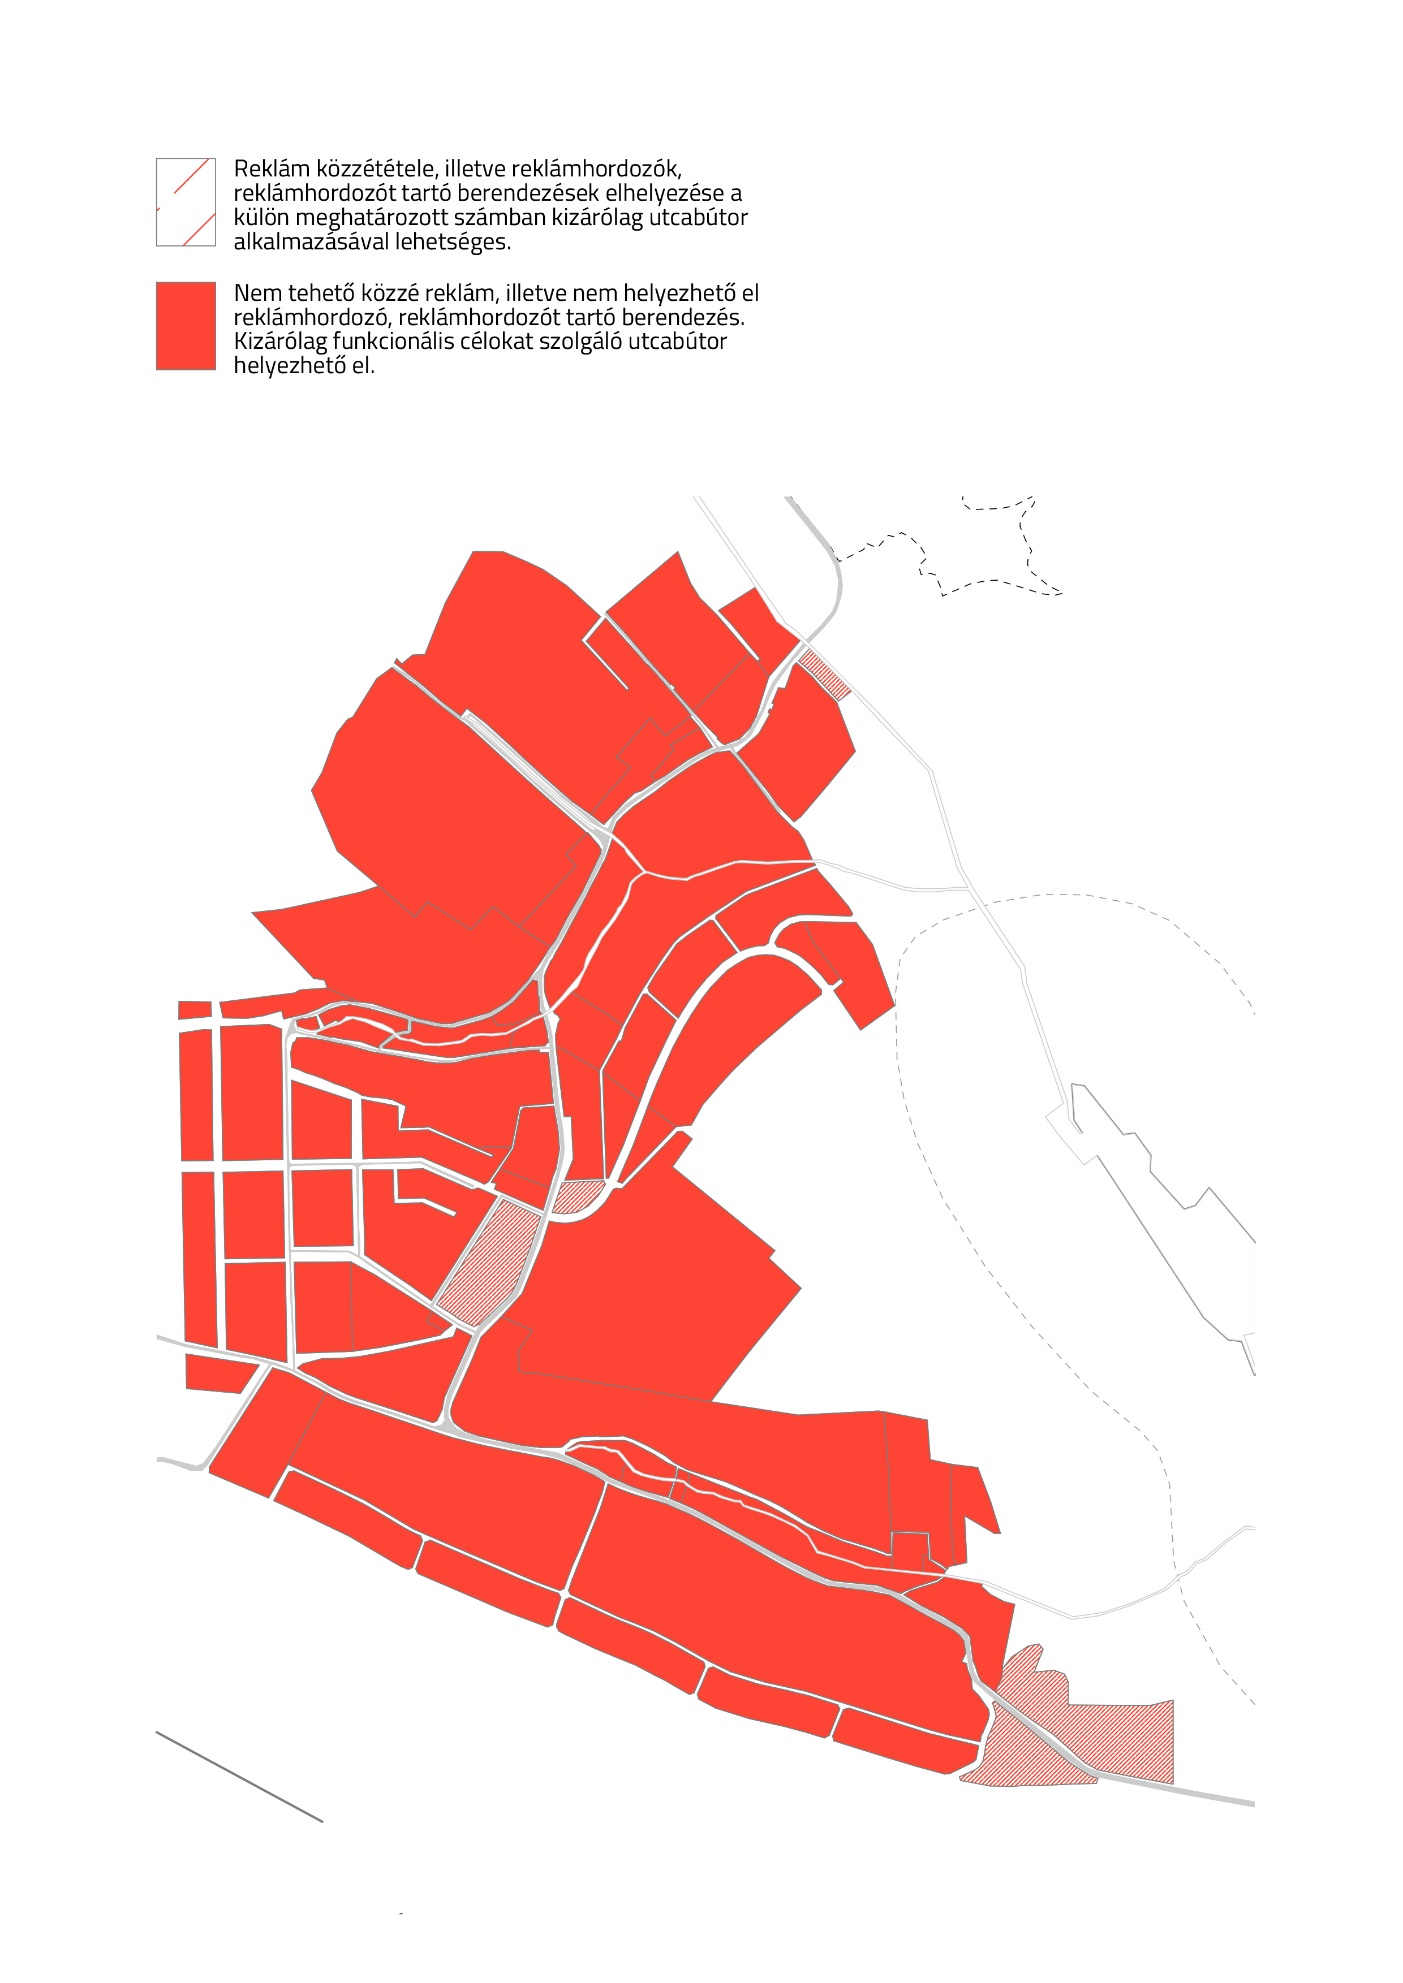 Reklám közzététele, illetve reklámhordozók,
reklámhordozót tartó berendezések elhelyezése a
külön meghatározott számban kizárólag utcabútor
alkalmazásával lehetséges.
Nem tehető közzé reklám, illetve nem helyezhető el
reklámhordozó, reklámhordozót tartó berendezés.
Kizárólag funkcionális célokat szolgáló utcabútor
helyezhető el.